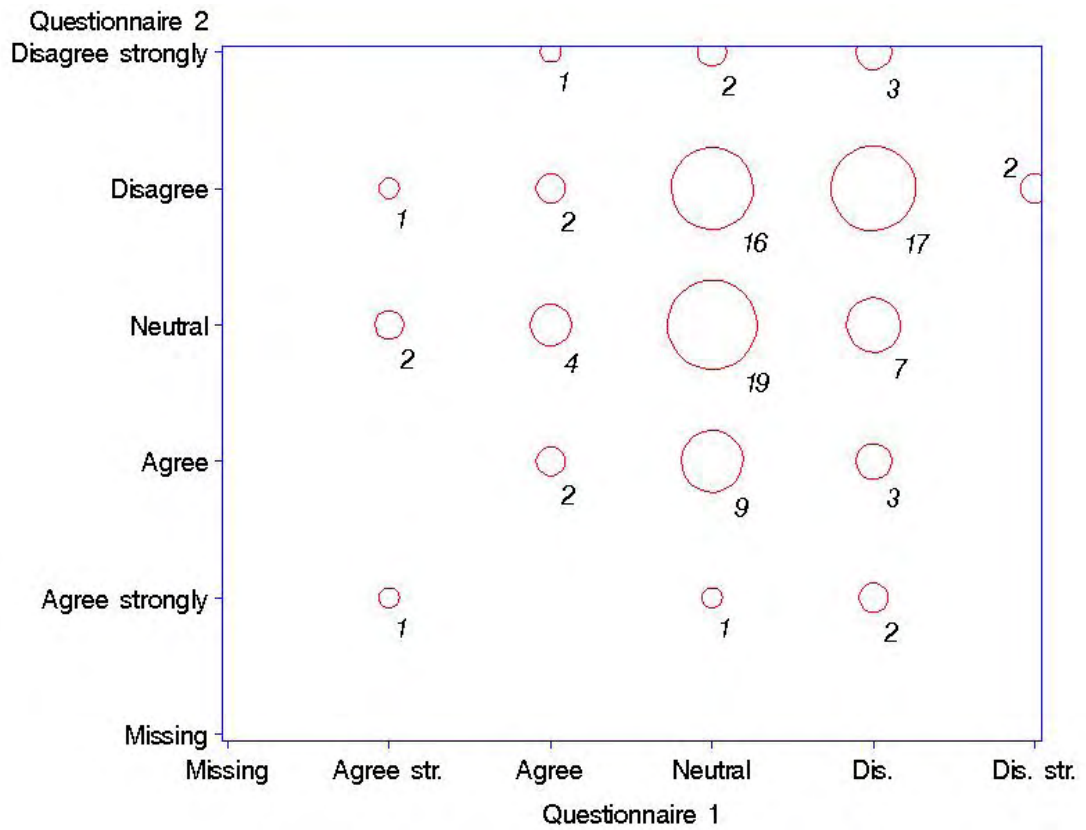 Questionnaire 2
Disagree strongly
1 2 3
Disagree
1 2 16 17 2
Neutral
2 4 19 7
Agree
2 9 3
Agree strongly
1 1 2
Missing
Missing Agree str. Agree Neutral Dis. Dis. str.
Questionnaire 1